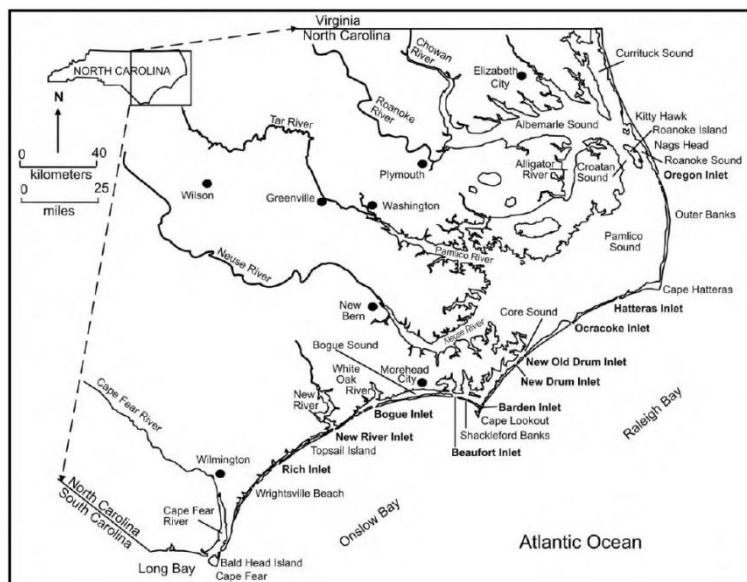 Virginia
North Carolina
NORTH CAROLINA
N
0 40
kilometers
0 25
miles
Chowan
River
Elizabeth
City
Currituck Sound
Roanoke
River
Tar River
Albemarle Sound
Kitty Hawk
Roanoke Island
Nags Head
Roanoke Sound
Oregon Inlet
Plymouth
Alligator
River
Croatan
Sound
Wilson
Greenville
Washington
Outer Banks
Pamlico
Sound
Pamlico River
Neuse River
Cape Hatteras
New
Bern
Neuse River
Core Sound
Hatteras Inlet
Ocracoke Inlet
Bogue Sound
White
Oak
River
Morehead
City
New Old Drum Inlet
New Drum Inlet
Cape Fear River
New
River
Bogue Inlet
Barden Inlet
Cape Lookout
Shackleford Banks
Beaufort Inlet
Raleigh Bay
New River Inlet
Topsail Island
Rich Inlet
Wilmington
Wrightsville Beach
North Carolina
South Carolina
Cape Fear
River
Onslow Bay
Atlantic Ocean
Long Bay
Bald Head Island
Cape Fear